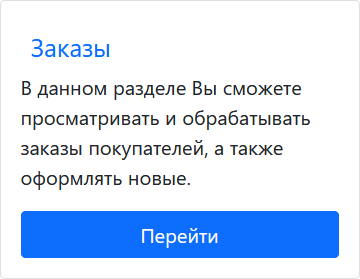 Заказы
В данном разделе Вы сможете
просматривать и обрабатывать
заказы покупателей, а также
оформлять новые.
Перейти